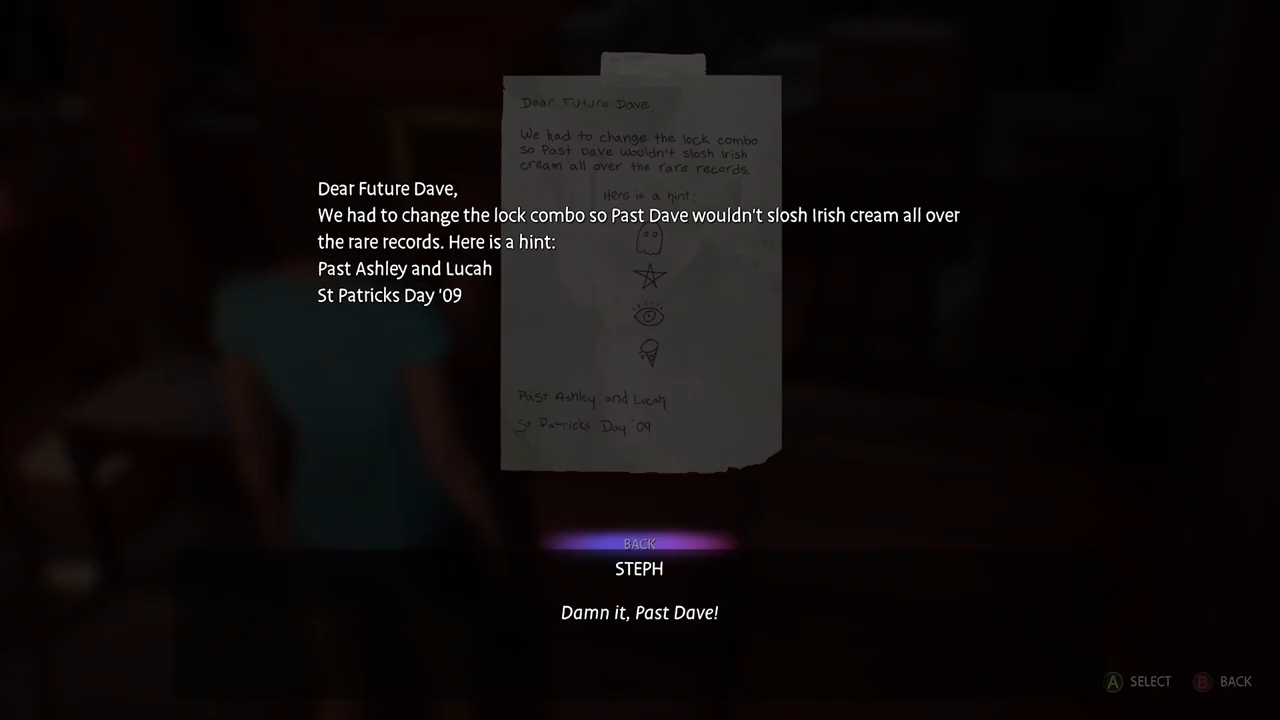 Dear Future Dave,
We had to change the lock combo
so Past Dave wouldn't slosh Irish
cream all over the rare records.
Here is a hint:
Past Ashley and Lucah
St Patricks Day '09
Dear Future Dave,
We had to change the lock combo so Past Dave wouldn't slosh Irish cream all over
the rare records. Here is a hint:
Past Ashley and Lucah
St Patricks Day '09
BACK
STEPH
Damn it, Past Dave!
A SELECT B BACK